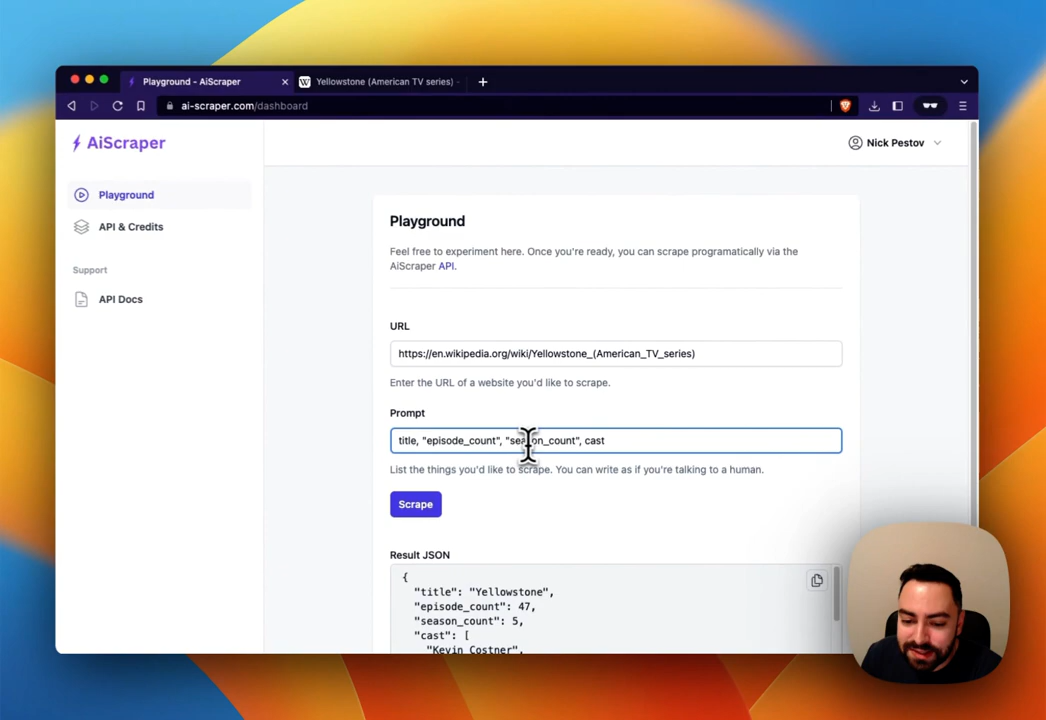 Playground - AiScraper
Yellowstone (American TV series) -
ai-scraper.com/dashboard
AiScraper
Nick Pestov
Playground
API & Credits
Support
API Docs
Playground
Feel free to experiment here. Once you're ready, you can scrape programatically via the
AiScraper API.
URL
https://en.wikipedia.org/wiki/Yellowstone_(American_TV_series)
Enter the URL of a website you'd like to scrape.
Prompt
title, "episode_count", "season_count", cast
List the things you'd like to scrape. You can write as if you're talking to a human.
Scrape
Result JSON
{
"title": "Yellowstone",
"episode_count": 47,
"season_count": 5,
"cast": [
"Kevin Costner",